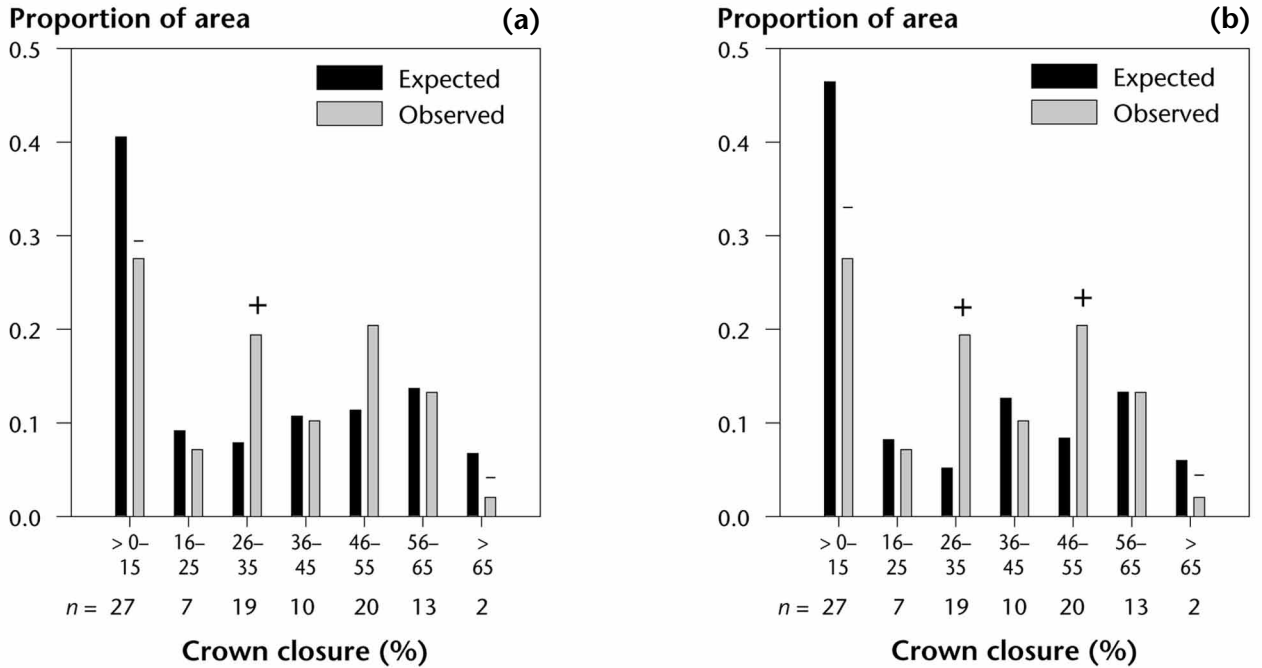 Proportion of area (a)
0.5
0.4
0.3
0.2
0.1
0.0
Expected
Observed
–
+
–
> 0– 16– 26– 36– 46– 56– >
15 25 35 45 55 65 65
n = 27 7 19 10 20 13 2
Crown closure (%)
Proportion of area (b)
0.5
0.4
0.3
0.2
0.1
0.0
Expected
Observed
–
+
+
–
> 0– 16– 26– 36– 46– 56– >
15 25 35 45 55 65 65
n = 27 7 19 10 20 13 2
Crown closure (%)